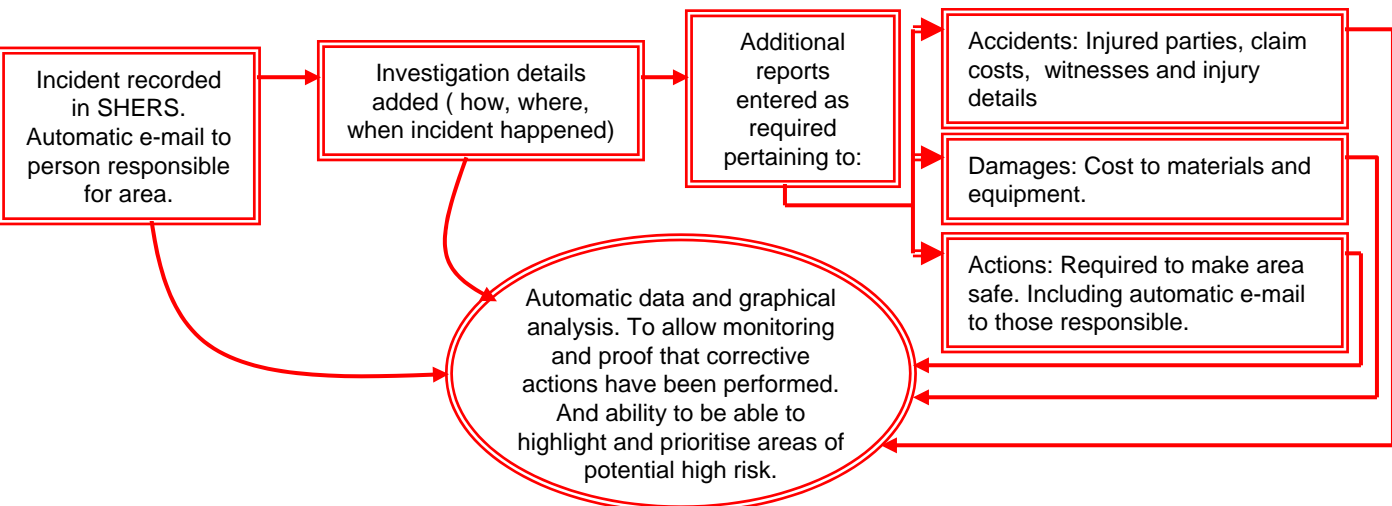 Incident recorded
in SHERS.
Automatic e-mail to
person responsible
for area.
Investigation details
added ( how, where,
when incident happened)
Additional
reports
entered as
required
pertaining to:
Accidents: Injured parties, claim
costs,  witnesses and injury
details
Damages: Cost to materials and
equipment.
Actions: Required to make area
safe. Including automatic e-mail
to those responsible.
Automatic data and graphical
analysis. To allow monitoring
and proof that corrective
actions have been performed.
And ability to be able to
highlight and prioritise areas of
potential high risk.